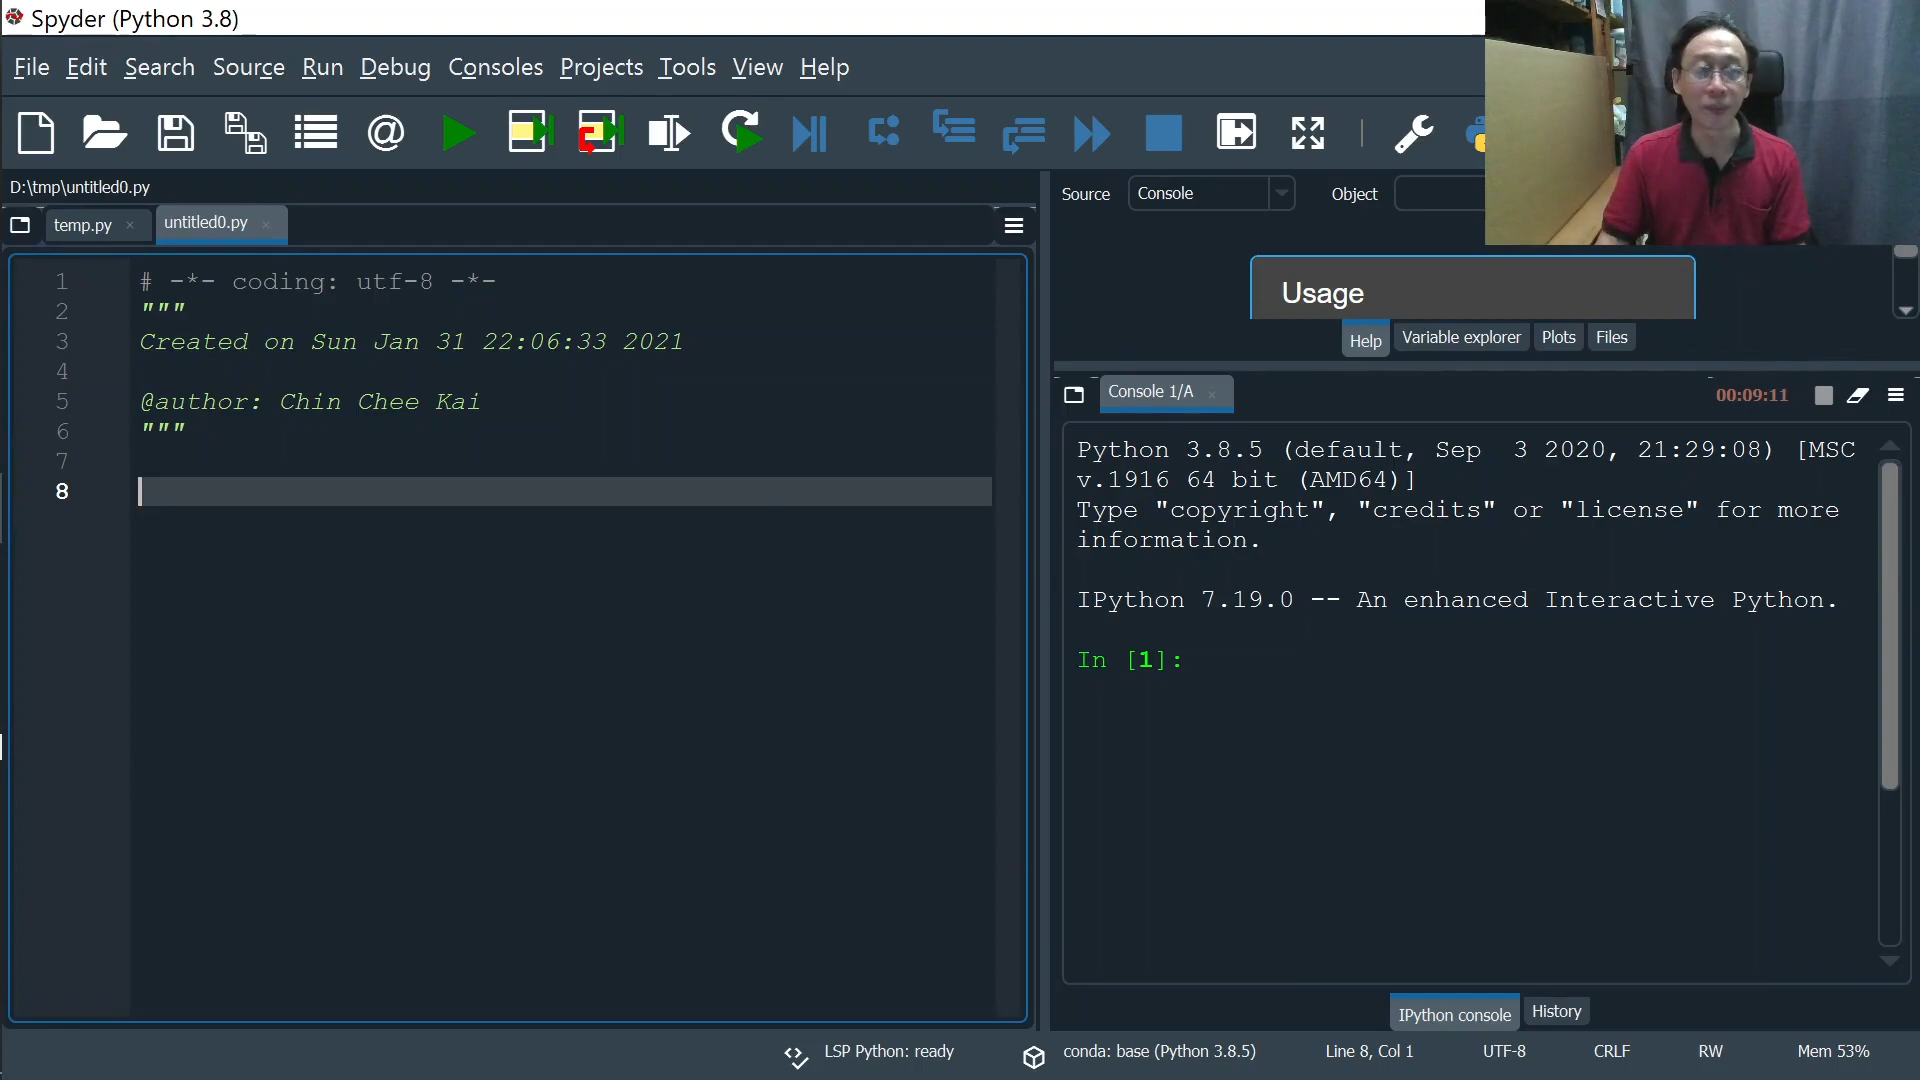 Spyder (Python 3.8)
File Edit Search Source Run Debug Consoles Projects Tools View Help
D:\tmp\untitled0.py
temp.py
untitled0.py
1 # -*- coding: utf-8 -*-
2 """
3 Created on Sun Jan 31 22:06:33 2021
4
5 @author: Chin Chee Kai
6 """
7
8
Source Console Object
Usage
Help Variable explorer Plots Files
Console 1/A
00:09:11
Python 3.8.5 (default, Sep  3 2020, 21:29:08) [MSC
v.1916 64 bit (AMD64)]
Type "copyright", "credits" or "license" for more
information.
IPython 7.19.0 -- An enhanced Interactive Python.
In [1]:
IPython console History
LSP Python: ready conda: base (Python 3.8.5) Line 8, Col 1 UTF-8 CRLF RW Mem 53%